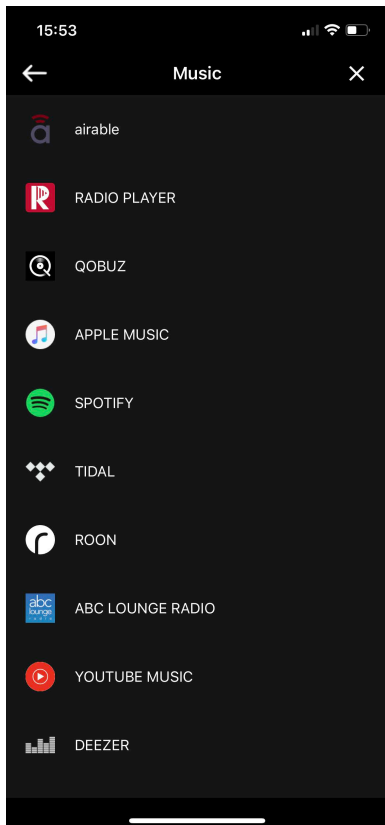 15:53
Music
airable
RADIO PLAYER
QOBUZ
APPLE MUSIC
SPOTIFY
TIDAL
ROON
abc
lounge
radio
ABC LOUNGE RADIO
YOUTUBE MUSIC
DEEZER